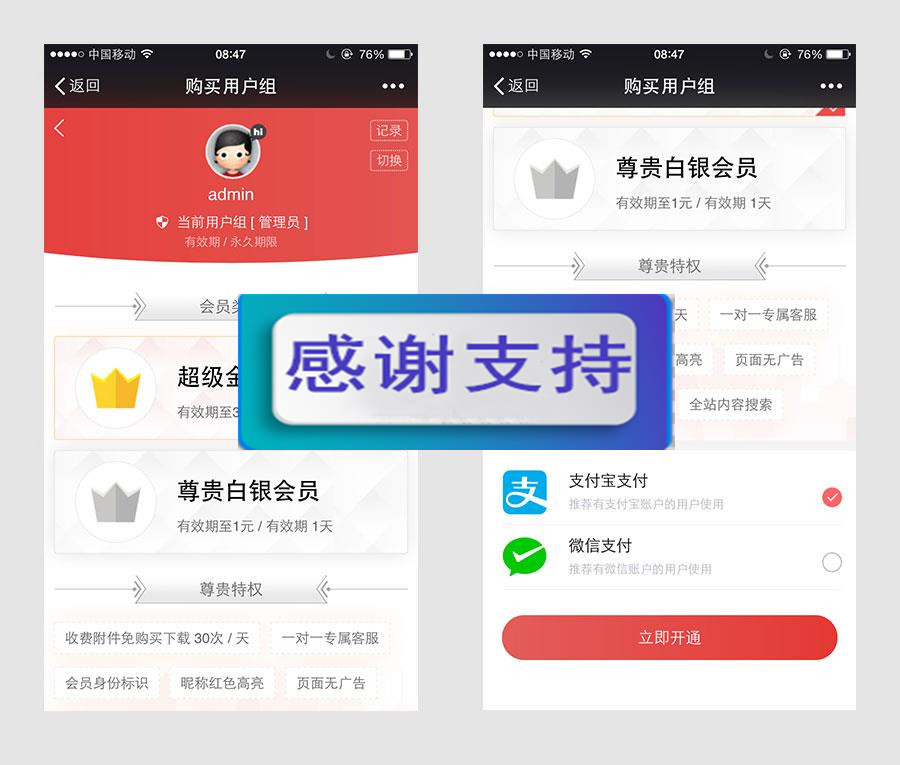 中国移动
08:47
76%
返回
购买用户组
记录
hi
切换
admin
当前用户组 [ 管理员 ]
有效期 / 永久期限
会员
超级金
有效期至
尊贵白银会员
有效期至1元 / 有效期 1天
尊贵特权
收费附件免购买下载 30次 / 天
一对一专属客服
会员身份标识
昵称红色高亮
页面无广告
感谢支持
中国移动
08:47
76%
返回
购买用户组
尊贵白银会员
有效期至1元 / 有效期 1天
尊贵特权
天
一对一专属客服
高亮
页面无广告
全站内容搜索
支付宝支付
推荐有支付宝账户的用户使用
微信支付
推荐有微信账户的用户使用
立即开通